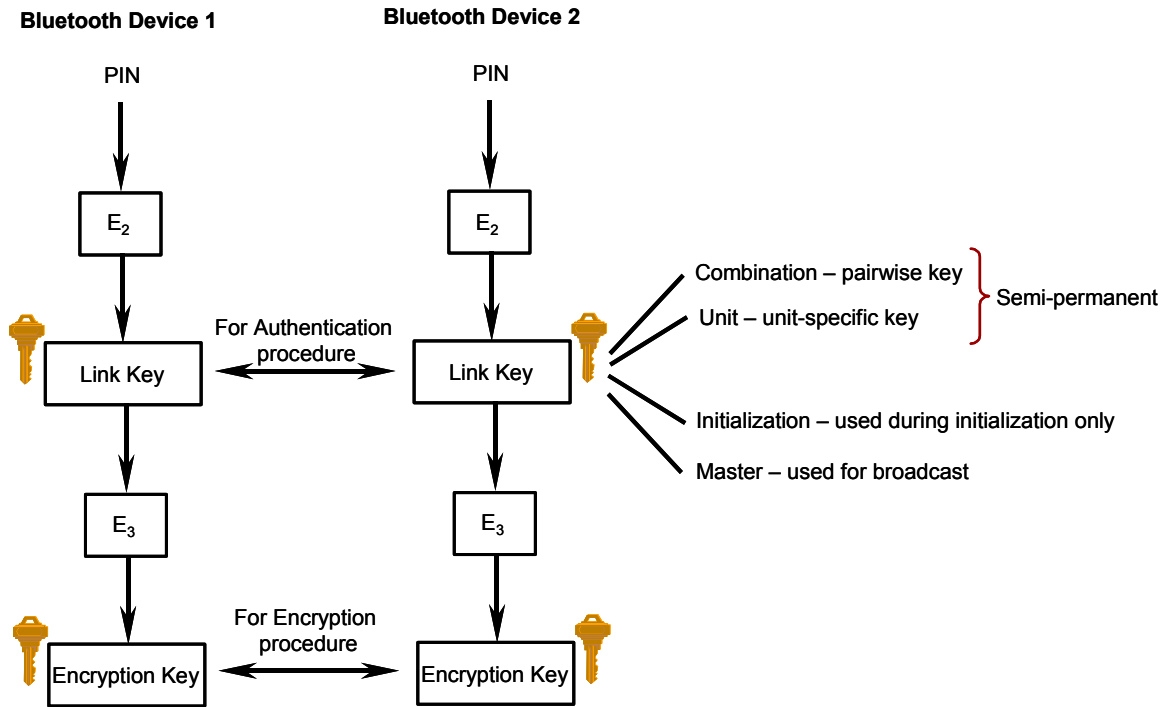 Bluetooth Device 1
Bluetooth Device 2
PIN
PIN
E₂
E₂
Combination – pairwise key
Semi-permanent
Unit – unit-specific key
For Authentication
procedure
Link Key
Link Key
Initialization – used during initialization only
Master – used for broadcast
E₃
E₃
For Encryption
procedure
Encryption Key
Encryption Key